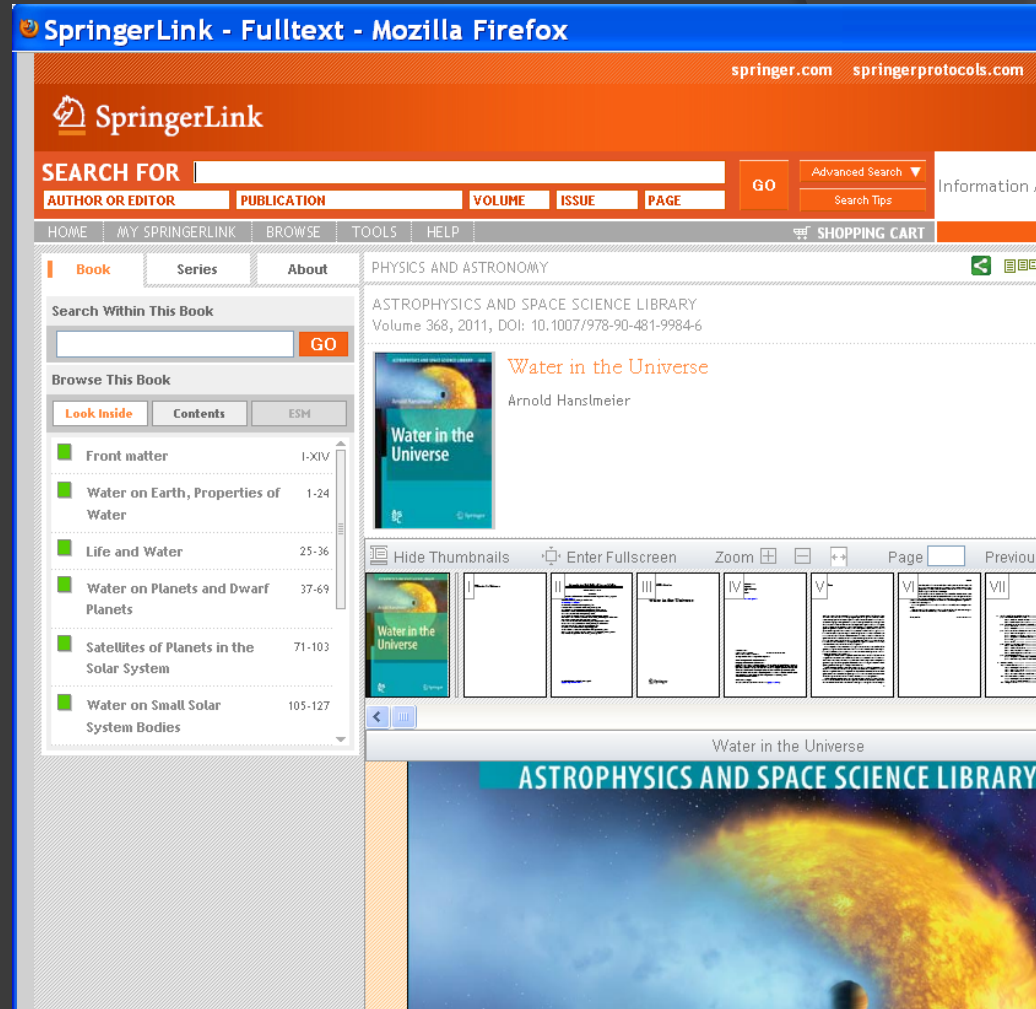 SpringerLink - Fulltext - Mozilla Firefox
springer.com springerprotocols.com
SpringerLink
SEARCH FOR
GO
Advanced Search
Search Tips
Information
AUTHOR OR EDITOR PUBLICATION VOLUME ISSUE PAGE
HOME MY SPRINGERLINK BROWSE TOOLS HELP SHOPPING CART
Book Series About
Search Within This Book
GO
Browse This Book
Look Inside Contents ESM
Front matter I-XIV
Water on Earth, Properties of 1-24
Water
Life and Water 25-36
Water on Planets and Dwarf 37-69
Planets
Satellites of Planets in the 71-103
Solar System
Water on Small Solar 105-127
System Bodies
PHYSICS AND ASTRONOMY
ASTROPHYSICS AND SPACE SCIENCE LIBRARY
Volume 368, 2011, DOI: 10.1007/978-90-481-9984-6
Water in the Universe
Arnold Hanslmeier
Water in the
Universe
Springer
Hide Thumbnails Enter Fullscreen Zoom Page Previou
I II III IV V VI VII
Water in the
Universe
Water in the Universe
ASTROPHYSICS AND SPACE SCIENCE LIBRARY